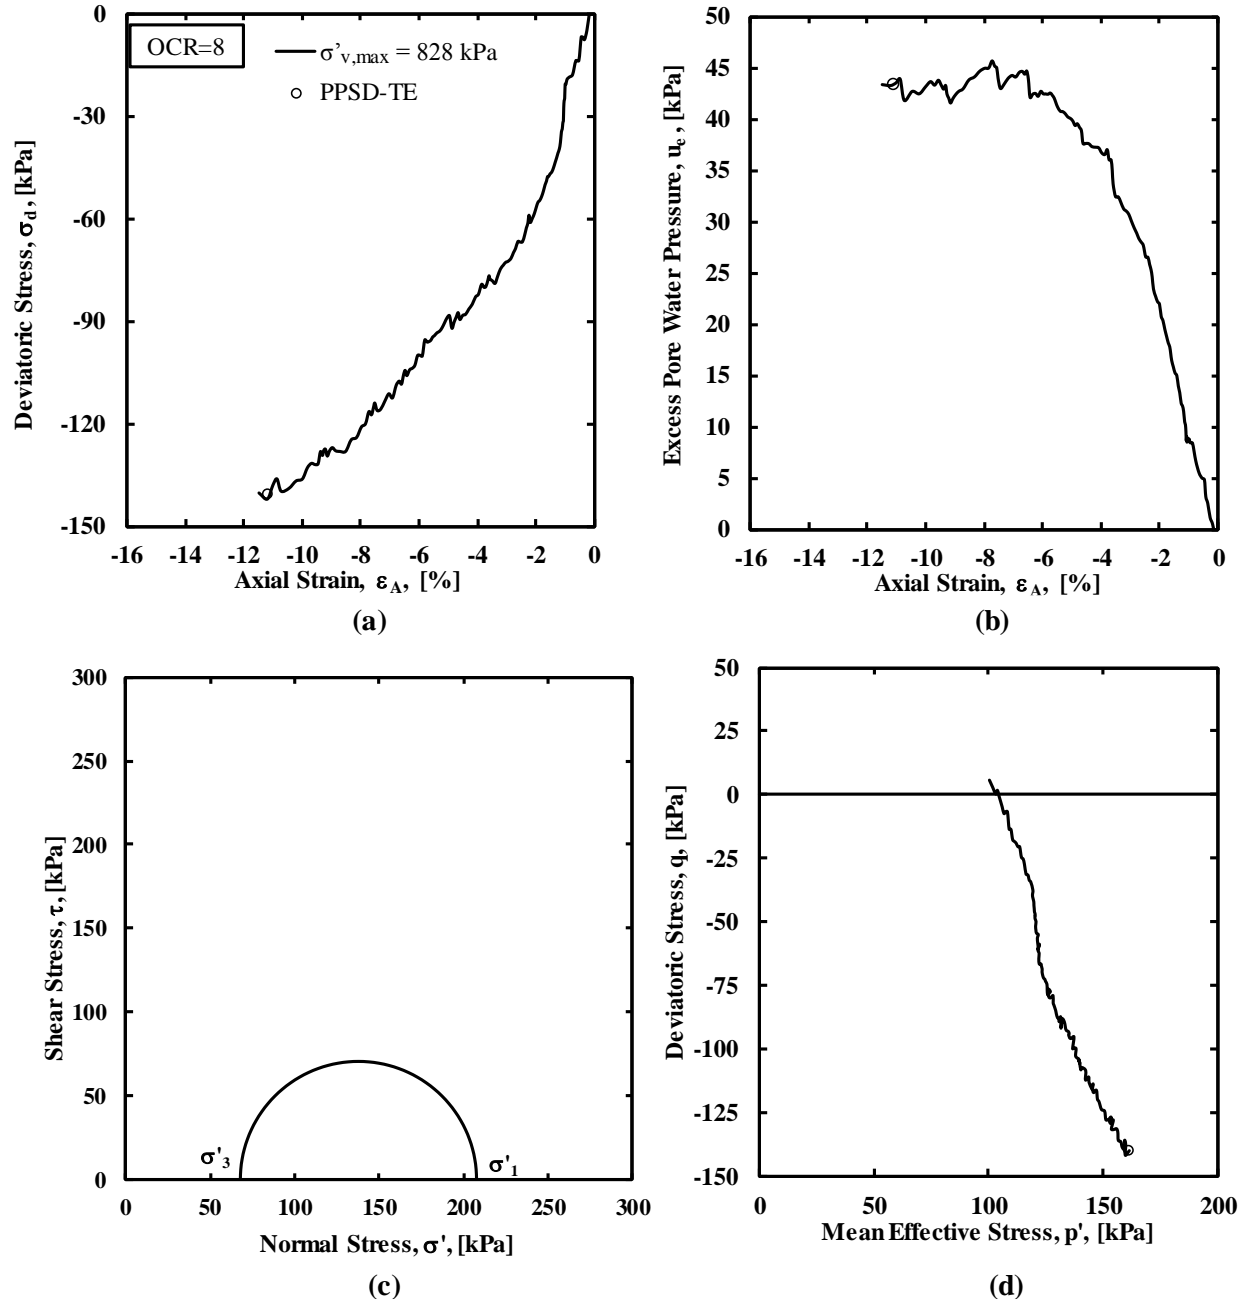 OCR=8
σ'v,max = 828 kPa
PPSD-TE
0
-30
-60
-90
-120
-150
-16 -14 -12 -10 -8 -6 -4 -2 0
Deviatoric Stress, σd, [kPa]
Axial Strain, εA, [%]
(a)
50
45
40
35
30
25
20
15
10
5
0
-16 -14 -12 -10 -8 -6 -4 -2 0
Excess Pore Water Pressure, ue, [kPa]
Axial Strain, εA, [%]
(b)
300
250
200
150
100
50
0
σ'3
σ'1
0 50 100 150 200 250 300
Shear Stress, τ, [kPa]
Normal Stress, σ', [kPa]
(c)
50
25
0
-25
-50
-75
-100
-125
-150
0 50 100 150 200
Deviatoric Stress, q, [kPa]
Mean Effective Stress, p', [kPa]
(d)